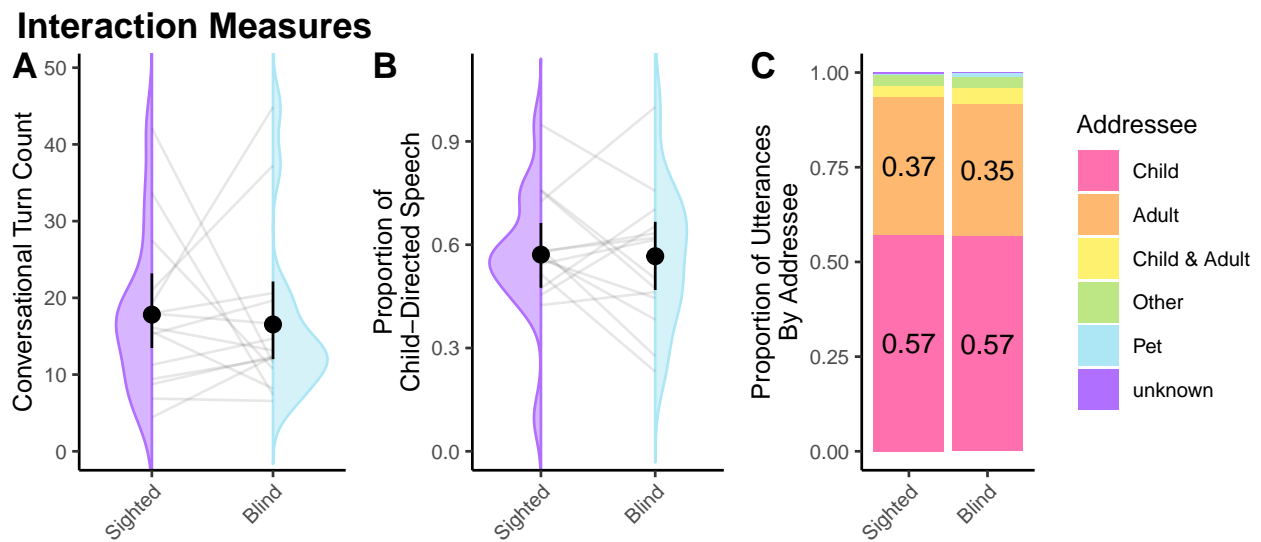 Interaction Measures
A
Conversational Turn Count
50
40
30
20
10
0
Sighted
Blind
B
Proportion of
Child–Directed Speech
0.9
0.6
0.3
0.0
Sighted
Blind
C
Proportion of Utterances
By Addressee
1.00
0.75
0.50
0.25
0.00
0.37
0.35
0.57
0.57
Sighted
Blind
Addressee
Child
Adult
Child & Adult
Other
Pet
unknown